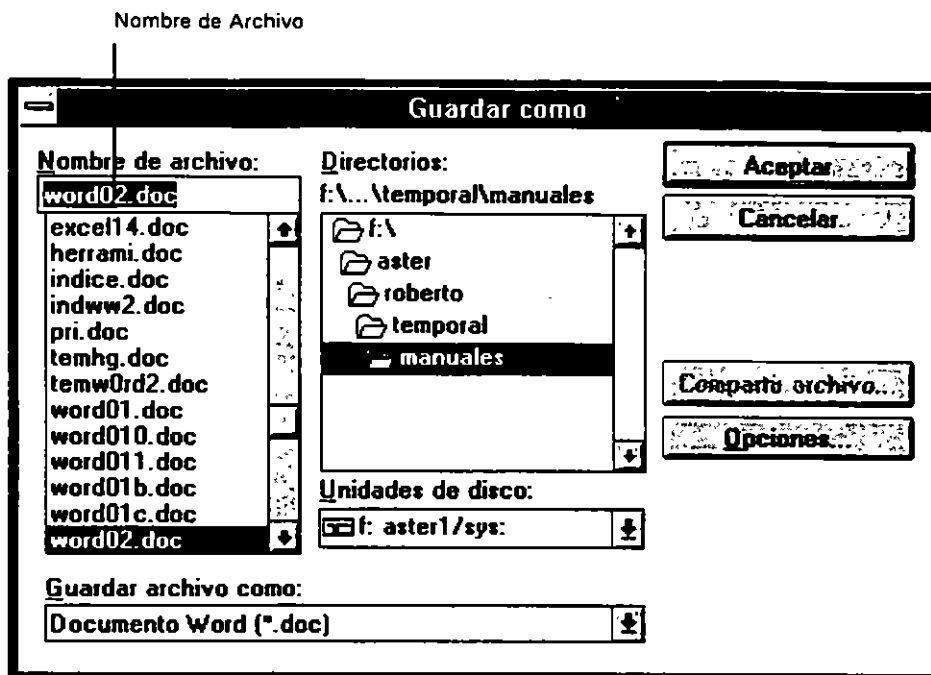 Nombre de Archivo
Guardar como
Nombre de archivo:
word02.doc
excel14.doc
herrami.doc
indice.doc
indww2.doc
pri.doc
temhg.doc
temw0rd2.doc
word01.doc
word010.doc
word011.doc
word01b.doc
word01c.doc
word02.doc
Directorios:
f:\...\temporal\manuales
f:\
aster
roberto
temporal
manuales
Unidades de disco:
f: aster1/sys:
Guardar archivo como:
Documento Word (*.doc)
Aceptar
Cancelar
Compartir archivo...
Opciones...